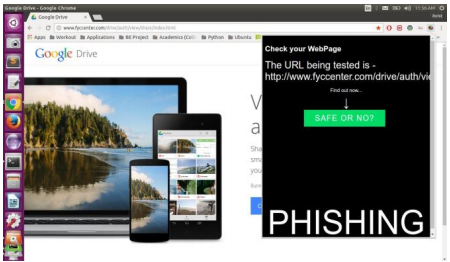 Google Drive - Google Chrome
11:56 AM
Google Drive
www.fyccenter.com/drive/auth/view/share/index.html
Apps Workout Applications BE Project Academics (Call) Python Ubuntu
Google Drive
Check your WebPage
The URL being tested is -
http://www.fyccenter.com/drive/auth/vie
Find out now...
SAFE OR NO?
V
a
Sha
sma
you
PHISHING